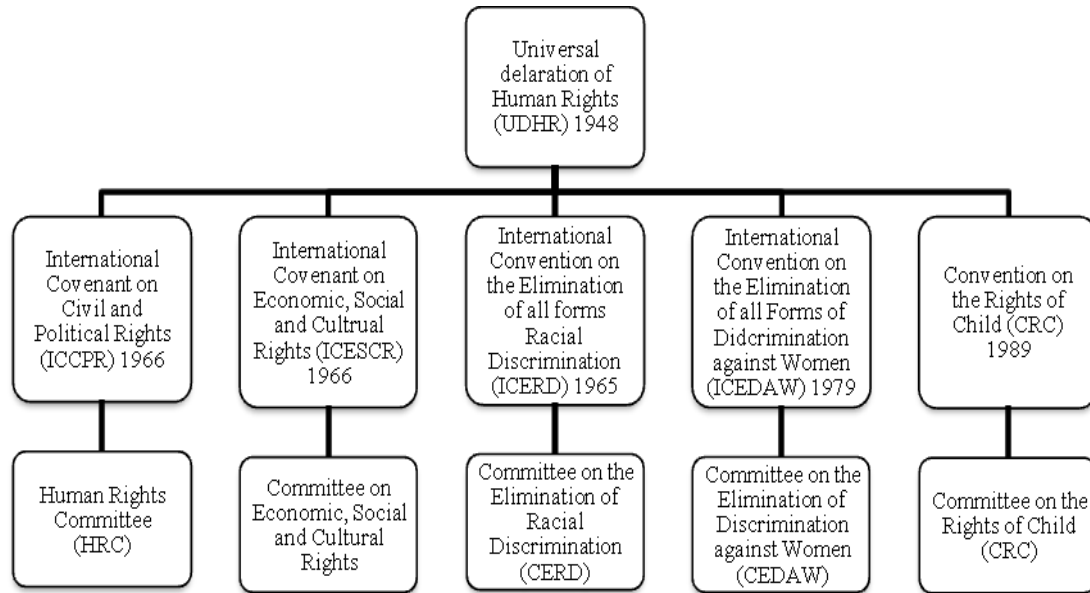 Universal
delaration of
Human Rights
(UDHR) 1948
International
Covenant on
Civil and
Political Rights
(ICCPR) 1966
International
Covenant on
Economic, Social
and Cultrual
Rights (ICESCR)
1966
International
Convention on
the Elimination
of all forms
Racial
Discrimination
(ICERD) 1965
International
Convention on
the Elimination
of all Forms of
Didcrimination
against Women
(ICEDAW) 1979
Convention on
the Rights of
Child (CRC)
1989
Human Rights
Committee
(HRC)
Committee on
Economic, Social
and Cultural
Rights
Committee on the
Elimination of
Racial
Discrimination
(CERD)
Committee on the
Elimination of
Discrimination
against Women
(CEDAW)
Committee on the
Rights of Child
(CRC)